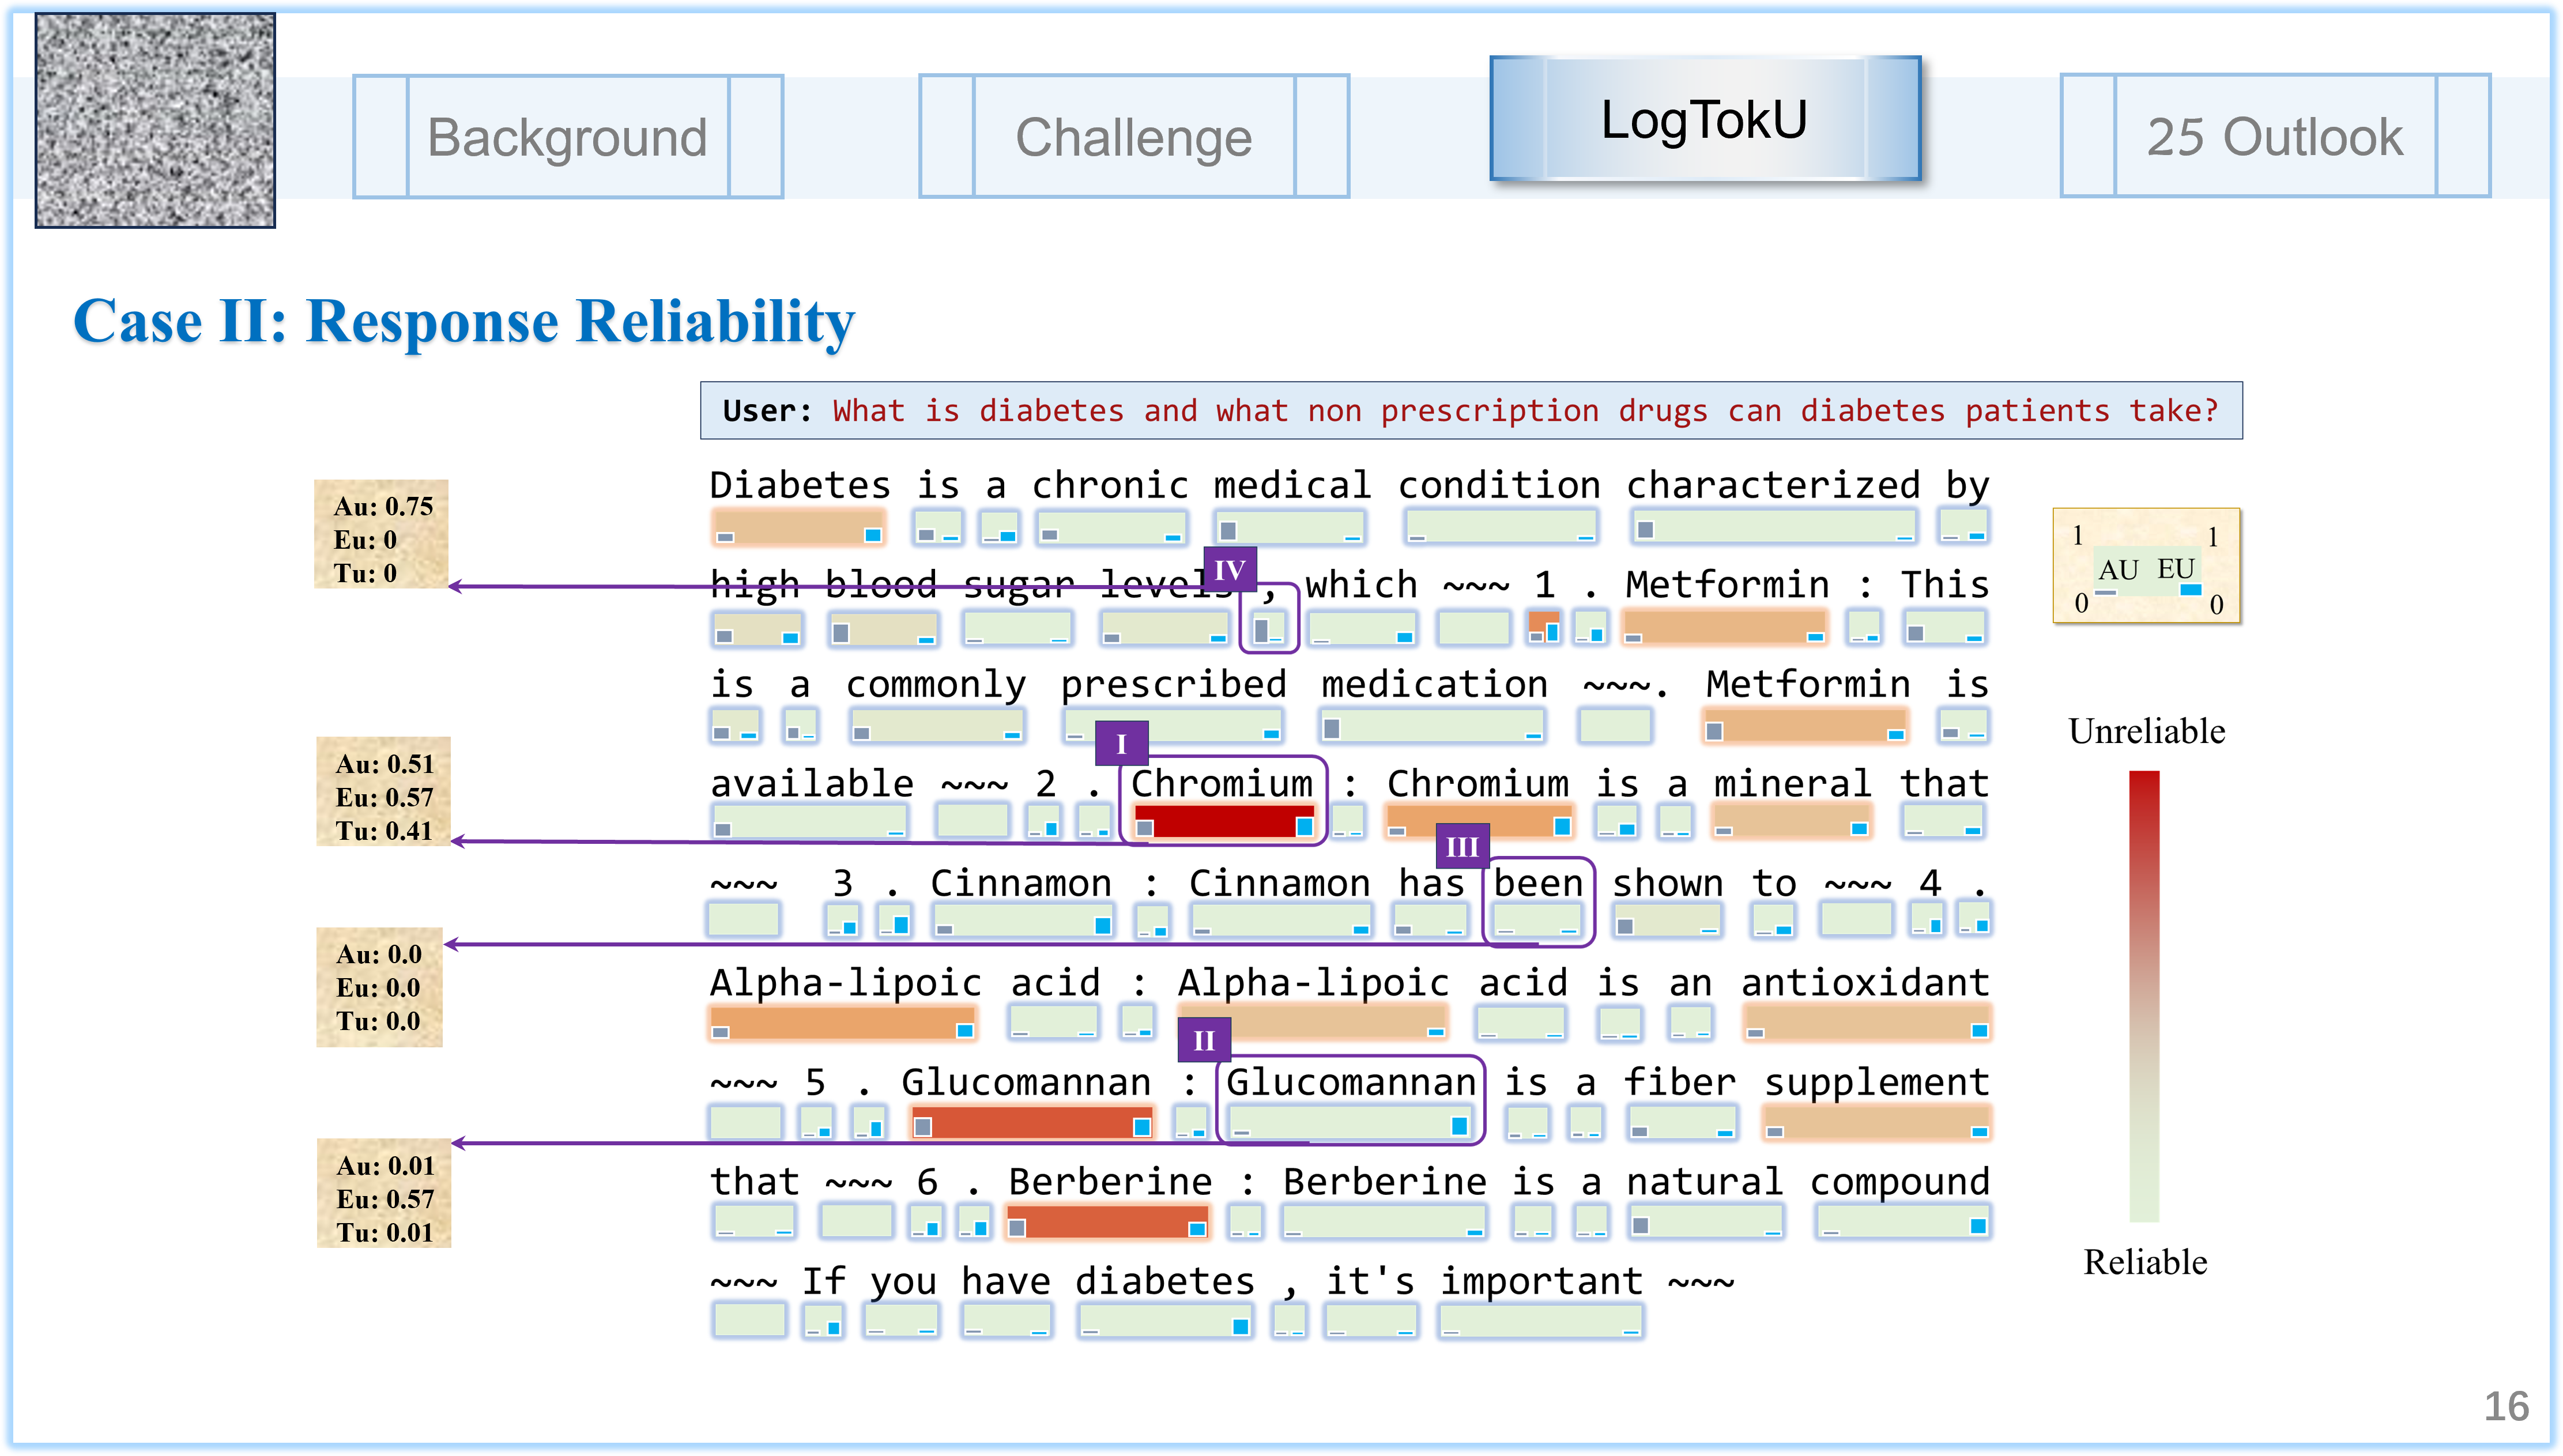 Background
Challenge
LogTokU
25 Outlook
Case II: Response Reliability
User: What is diabetes and what non prescription drugs can diabetes patients take?
Diabetes is a chronic medical condition characterized by
Au: 0.75
Eu: 0
Tu: 0
1 1
AU EU
0 0
IV
high blood sugar levels , which ~~~ 1 . Metformin : This
is a commonly prescribed medication ~~~. Metformin is
Unreliable
I
Au: 0.51
Eu: 0.57
Tu: 0.41
available ~~~ 2 . Chromium : Chromium is a mineral that
III
~~~ 3 . Cinnamon : Cinnamon has been shown to ~~~ 4 .
Au: 0.0
Eu: 0.0
Tu: 0.0
Alpha-lipoic acid : Alpha-lipoic acid is an antioxidant
II
~~~ 5 . Glucomannan : Glucomannan is a fiber supplement
Au: 0.01
Eu: 0.57
Tu: 0.01
that ~~~ 6 . Berberine : Berberine is a natural compound
Reliable
~~~ If you have diabetes , it's important ~~~
16